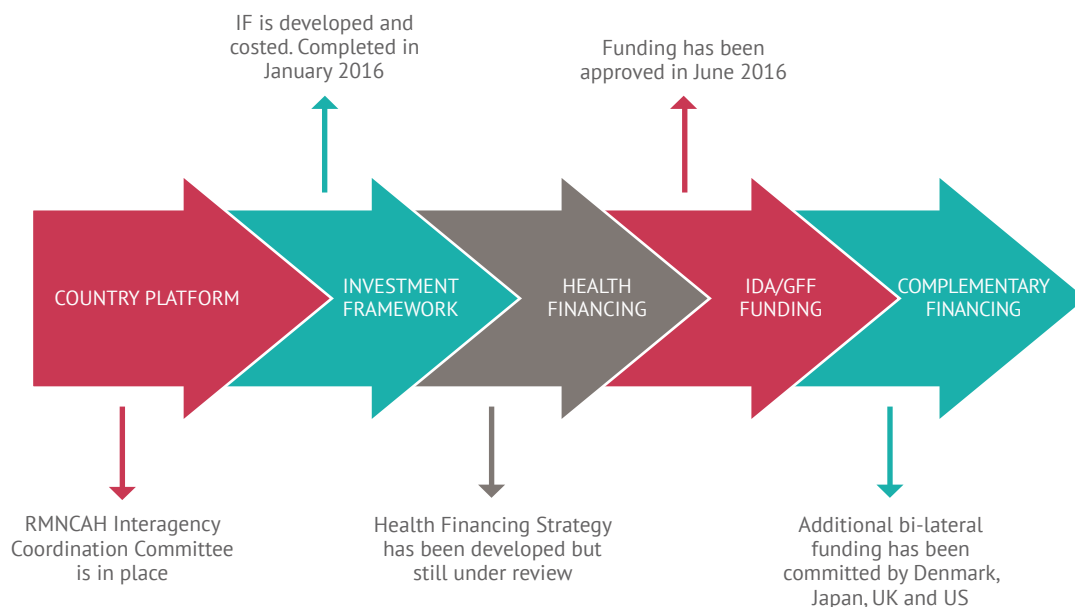 IF is developed and
costed. Completed in
January 2016
Funding has been
approved in June 2016
COUNTRY PLATFORM
INVESTMENT
FRAMEWORK
HEALTH
FINANCING
IDA/GFF
FUNDING
COMPLEMENTARY
FINANCING
RMNCAH Interagency
Coordination Committee
is in place
Health Financing Strategy
has been developed but
still under review
Additional bi-lateral
funding has been
committed by Denmark,
Japan, UK and US